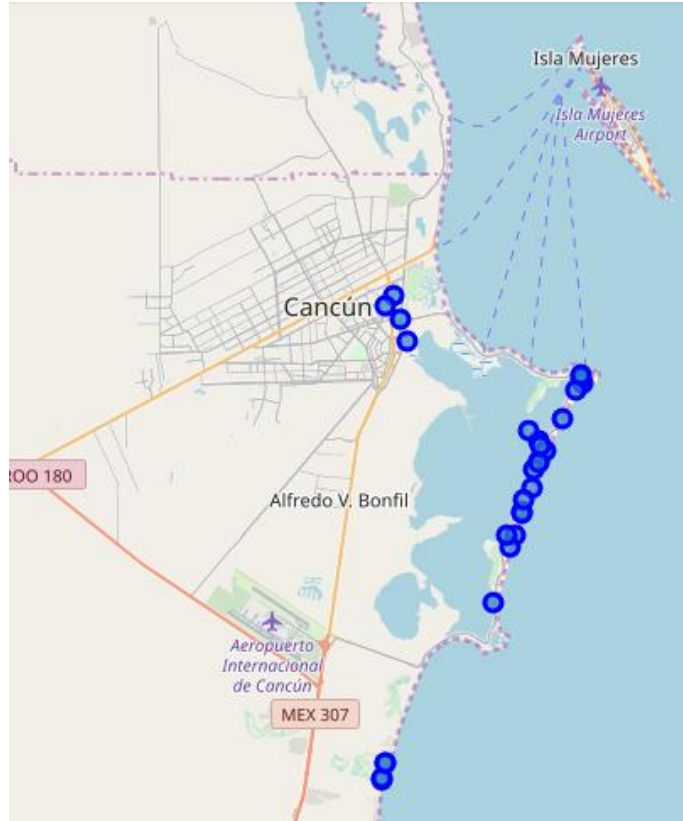 Isla Mujeres
Isla Mujeres
Airport
Cancún
ROO 180
Alfredo V. Bonfil
Aeropuerto
Internacional
de Cancún
MEX 307